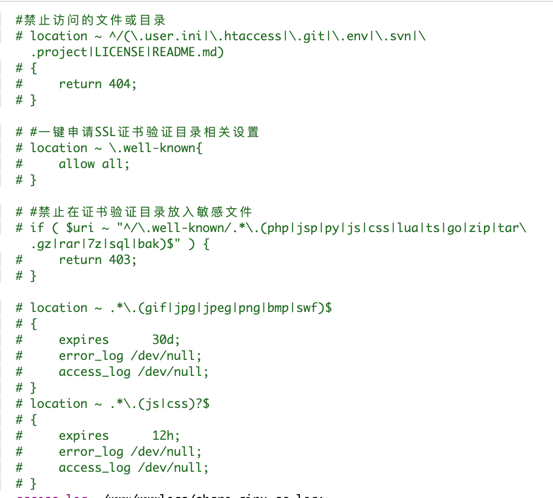 #禁止访问的文件或目录
# location ~ ^/(\.user.ini|\.htaccess|\.git|\.env|\.svn|\
.project|LICENSE|README.md)
# {
#     return 404;
# }
# #一键申请SSL证书验证目录相关设置
# location ~ \.well-known{
#     allow all;
# }
# #禁止在证书验证目录放入敏感文件
# if ( $uri ~ "^/\.well-known/.*\.(php|jsp|py|js|css|lua|ts|go|zip|tar\
.gz|rar|7z|sql|bak)$" ) {
#     return 403;
# }
# location ~ .*\.(gif|jpg|jpeg|png|bmp|swf)$
# {
#     expires      30d;
#     error_log /dev/null;
#     access_log /dev/null;
# }
# location ~ .*\.(js|css)?$
# {
#     expires      12h;
#     error_log /dev/null;
#     access_log /dev/null;
# }